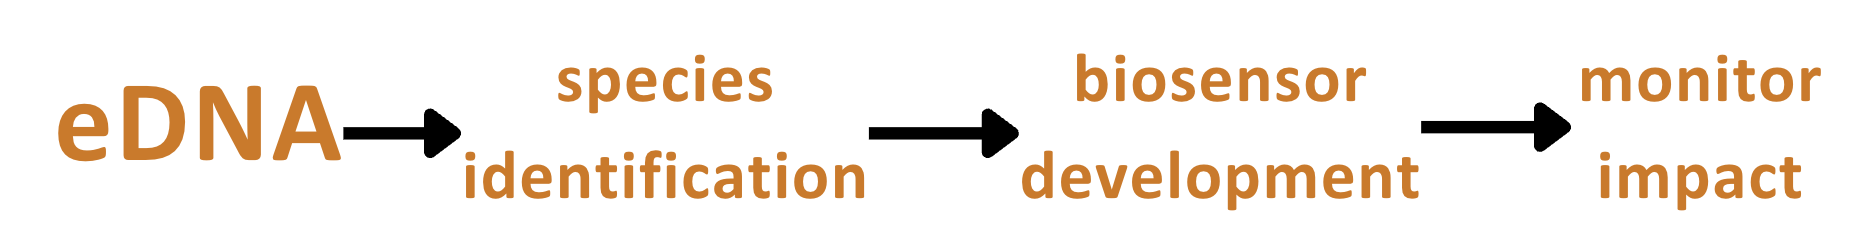 eDNA
species
identification
biosensor
development
monitor
impact